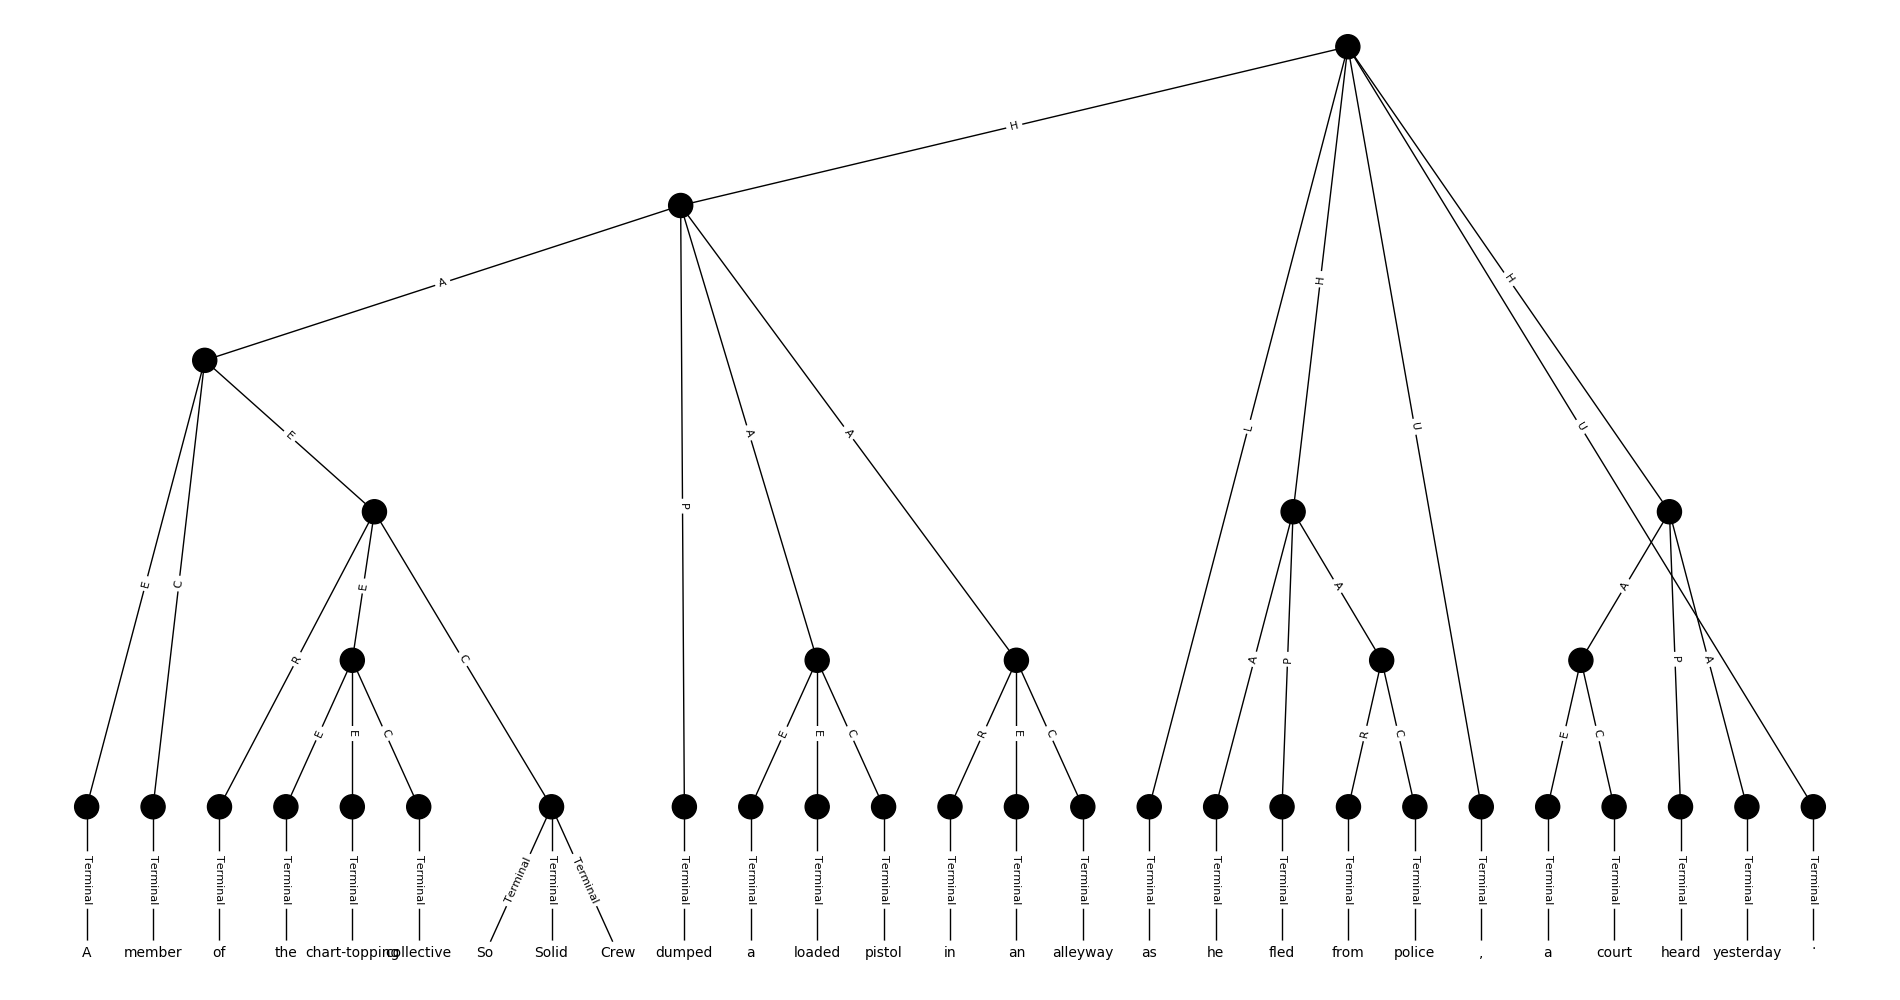 H
A
H
H
E
L
U
U
P
A
A
E
C
E
A
A
R
C
A
P
P
A
E
E
C
E
E
C
R
E
C
R
C
E
C
Terminal Terminal Terminal Terminal Terminal Terminal Terminal Terminal Terminal Terminal Terminal Terminal Terminal Terminal Terminal Terminal Terminal Terminal Terminal Terminal Terminal Terminal Terminal Terminal Terminal Terminal Terminal
A member of the chart-topping collective So Solid Crew dumped a loaded pistol in an alleyway as he fled from police , a court heard yesterday .